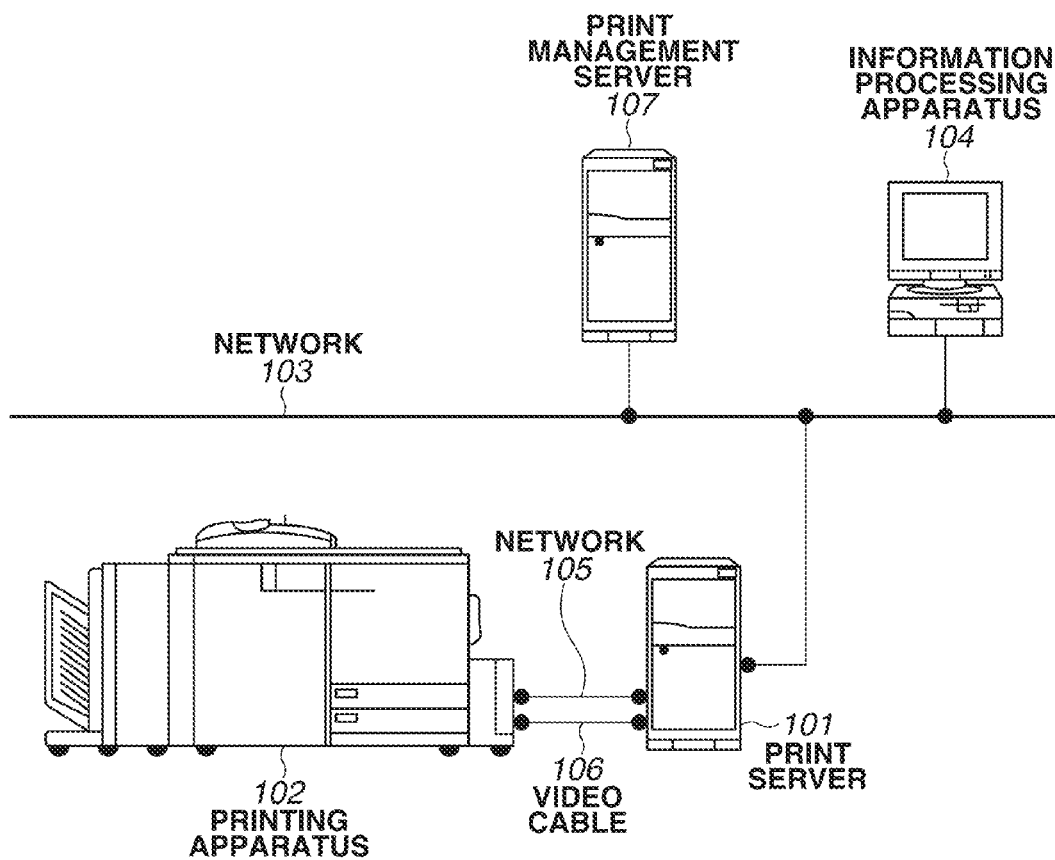 PRINT
MANAGEMENT
SERVER
107
INFORMATION
PROCESSING
APPARATUS
104
NETWORK
103
NETWORK
105
101
PRINT
SERVER
106
VIDEO
CABLE
102
PRINTING
APPARATUS